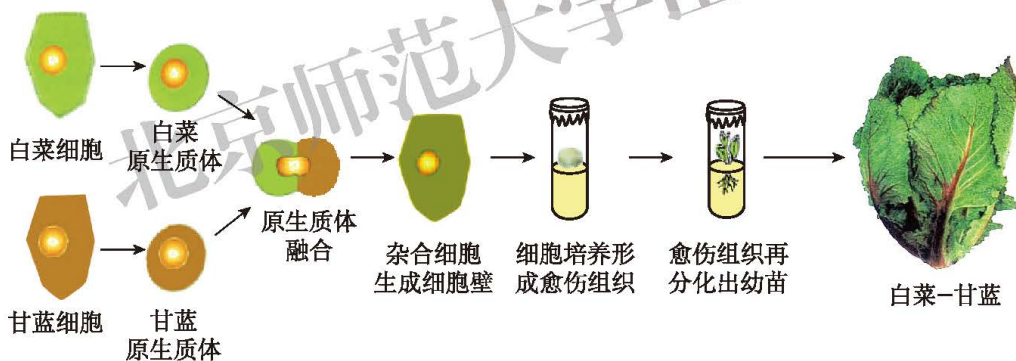 北京师范大学
白菜细胞
白菜
原生质体
甘蓝细胞
甘蓝
原生质体
原生质体
融合
杂合细胞
生成细胞壁
细胞培养形
成愈伤组织
愈伤组织再
分化出幼苗
白菜–甘蓝